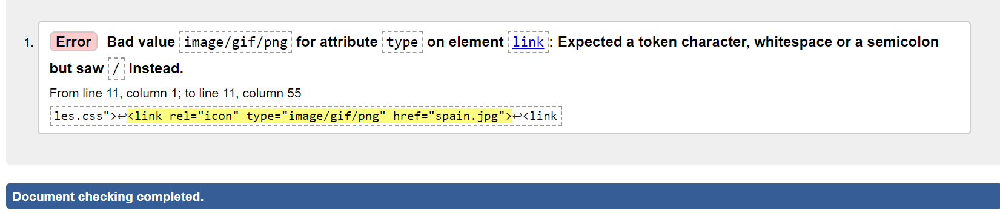 1. Error Bad value image/gif/png for attribute type on element link: Expected a token character, whitespace or a semicolon
but saw / instead.
From line 11, column 1; to line 11, column 55
les.css">↩<link rel="icon" type="image/gif/png" href="spain.jpg">↩<link
Document checking completed.